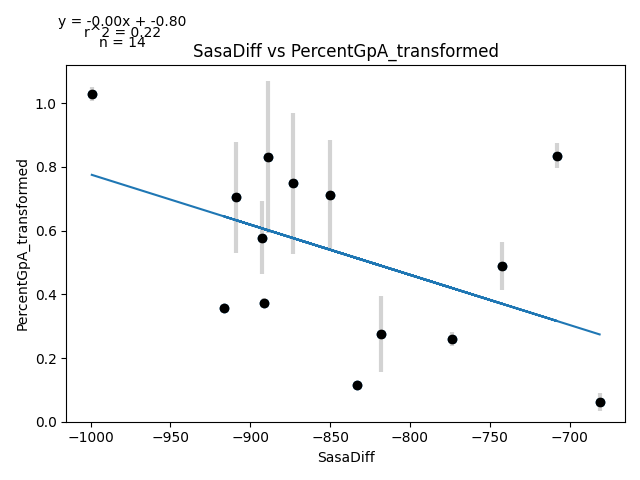 y = -0.00x + -0.80
r^2 = 0.22
n = 14
SasaDiff vs PercentGpA_transformed
PercentGpA_transformed
1.0
0.8
0.6
0.4
0.2
0.0
−1000 −950 −900 −850 −800 −750 −700
SasaDiff